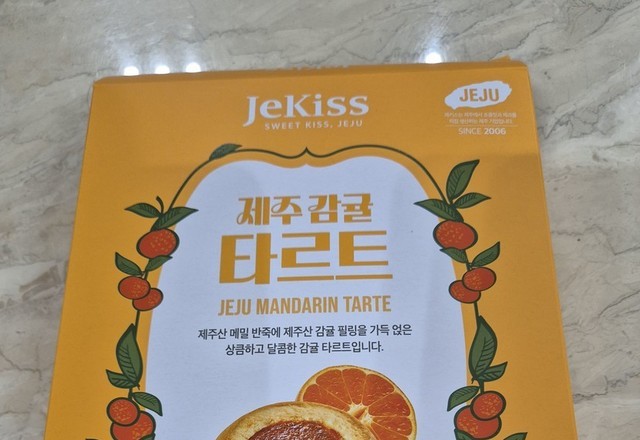 JeKiss
SWEET KISS, JEJU
JEJU
SINCE 2006
제주 감귤
타르트
JEJU MANDARIN TARTE
제주산 메밀 반죽에 제주산 감귤 필링을 가득 얹은
상큼하고 달콤한 감귤 타르트입니다.